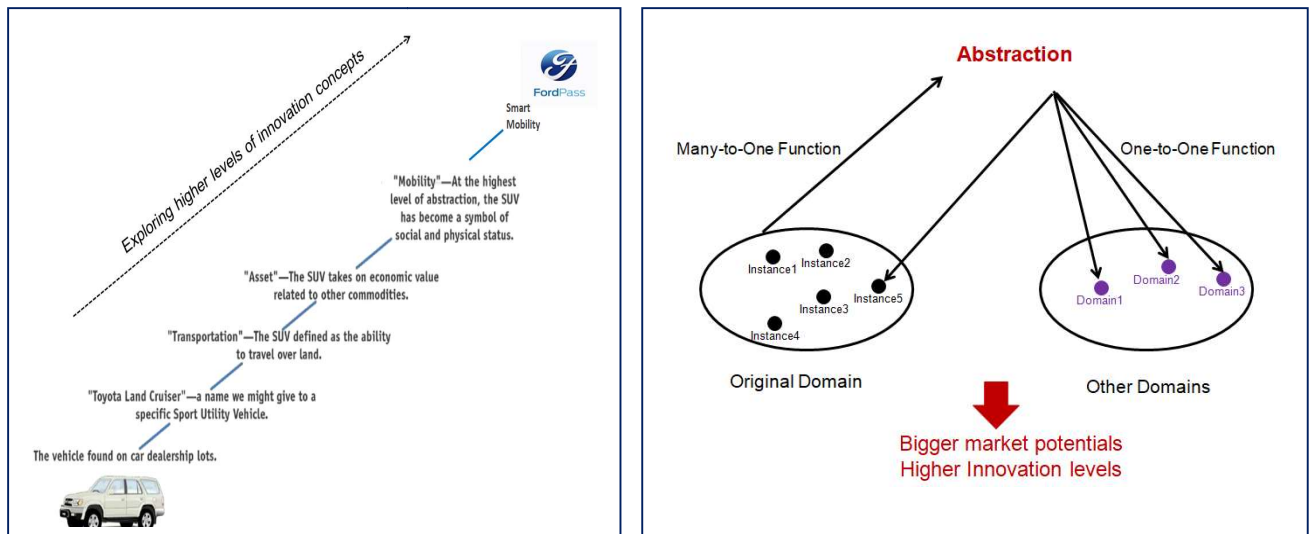 Exploring higher levels of innovation concepts
FordPass
Smart
Mobility
"Mobility"—At the highest
level of abstraction, the SUV
has become a symbol of
social and physical status.
"Asset"—The SUV takes on economic value
related to other commodities.
"Transportation"—The SUV defined as the ability
to travel over land.
"Toyota Land Cruiser"—a name we might give to a
specific Sport Utility Vehicle.
The vehicle found on car dealership lots.
Abstraction
Many-to-One Function
One-to-One Function
Instance1
Instance2
Instance5
Instance3
Instance4
Domain2
Domain3
Domain1
Original Domain
Other Domains
Bigger market potentials
Higher Innovation levels